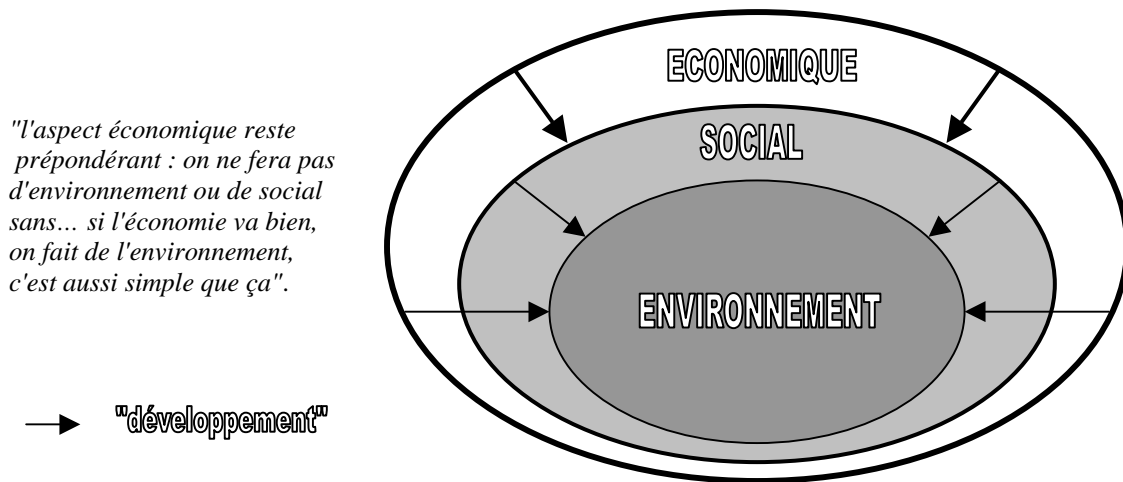 "l'aspect économique reste
prépondérant : on ne fera pas
d'environnement ou de social
sans... si l'économie va bien,
on fait de l'environnement,
c'est aussi simple que ça".
"développement"
ECONOMIQUE
SOCIAL
ENVIRONNEMENT